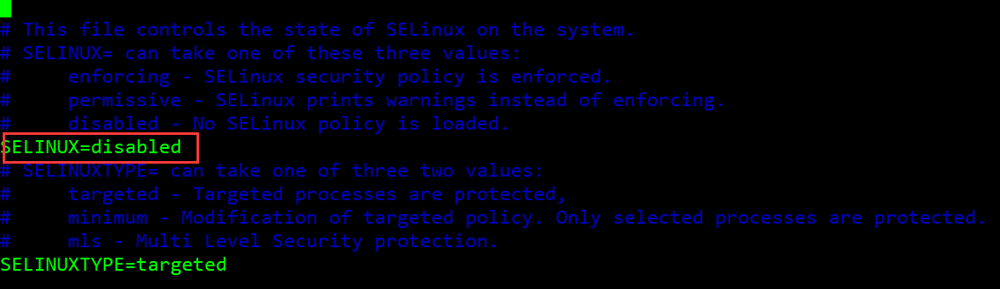 # This file controls the state of SELinux on the system.
# SELINUX= can take one of these three values:
#     enforcing - SELinux security policy is enforced.
#     permissive - SELinux prints warnings instead of enforcing.
#     disabled - No SELinux policy is loaded.
SELINUX=disabled
# SELINUXTYPE= can take one of three two values:
#     targeted - Targeted processes are protected,
#     minimum - Modification of targeted policy. Only selected processes are protected.
#     mls - Multi Level Security protection.
SELINUXTYPE=targeted